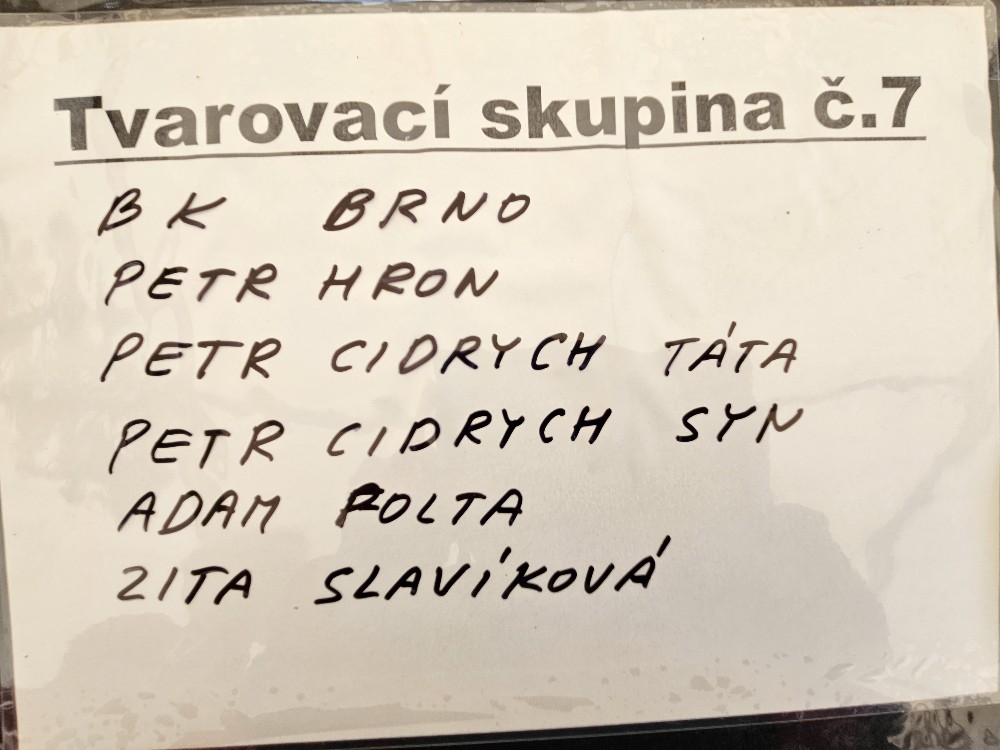 Tvarovací skupina č.7
BK BRNO
PETR HRON
PETR CIDRYCH TÁTA
PETR CIDRYCH SYN
ADAM FOLTA
ZITA SLAVÍKOVÁ